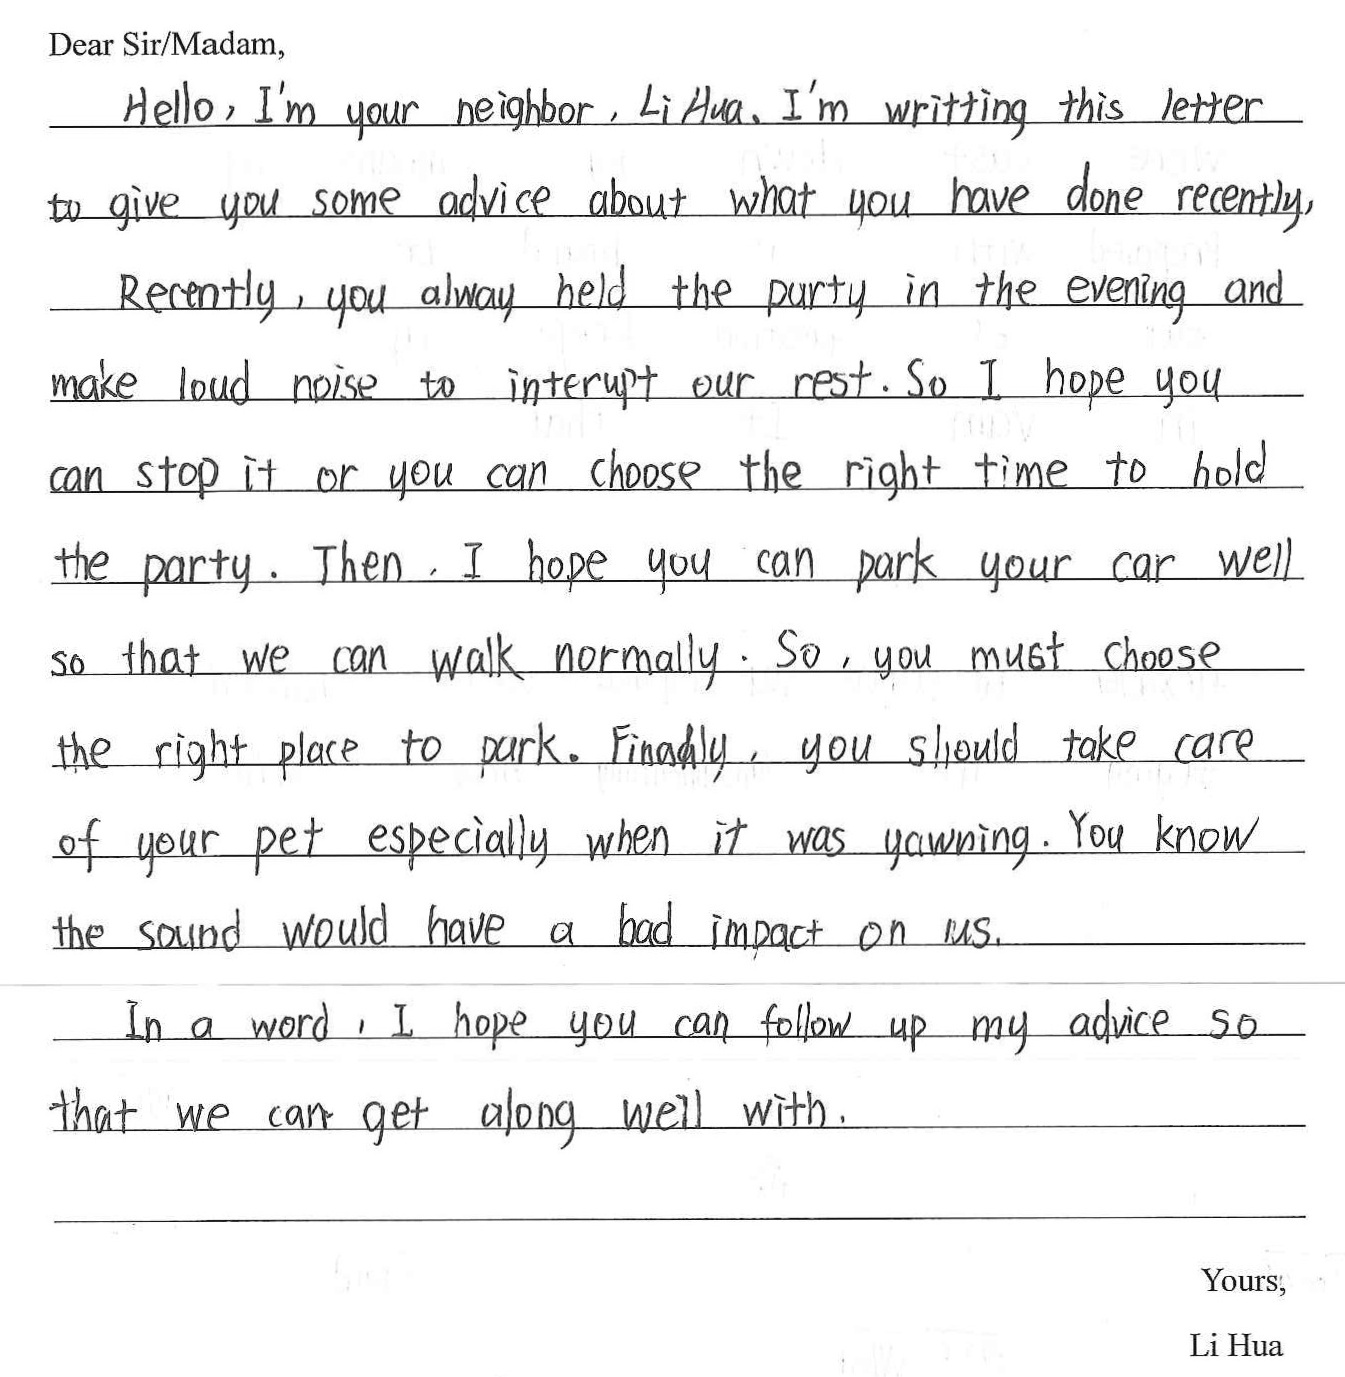 Dear Sir/Madam,
Hello, I'm your neighbor, Li Hua. I'm writting this letter
to give you some advice about what you have done recently,
Recently, you alway held the purty in the evening and
make loud noise to interupt our rest. So I hope you
can stop it or you can choose the right time to hold
the party. Then, I hope you can park your car well
so that we can walk normally. So, you must choose
the right place to purk. Finally, you should take care
of your pet especially when it was yawning. You know
the sound would have a bad impact on us.
In a word, I hope you can follow up my advice so
that we can get along well with.
Yours,
Li Hua